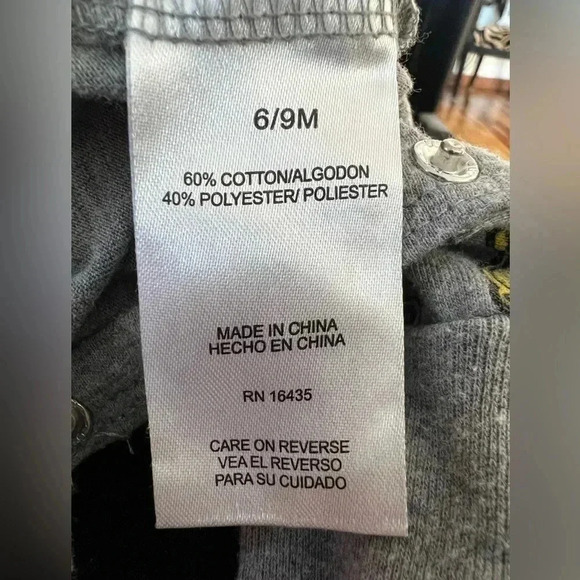 6/9M
60% COTTON/ALGODON
40% POLYESTER/ POLIESTER
MADE IN CHINA
HECHO EN CHINA
RN 16435
CARE ON REVERSE
VEA EL REVERSO
PARA SU CUIDADO